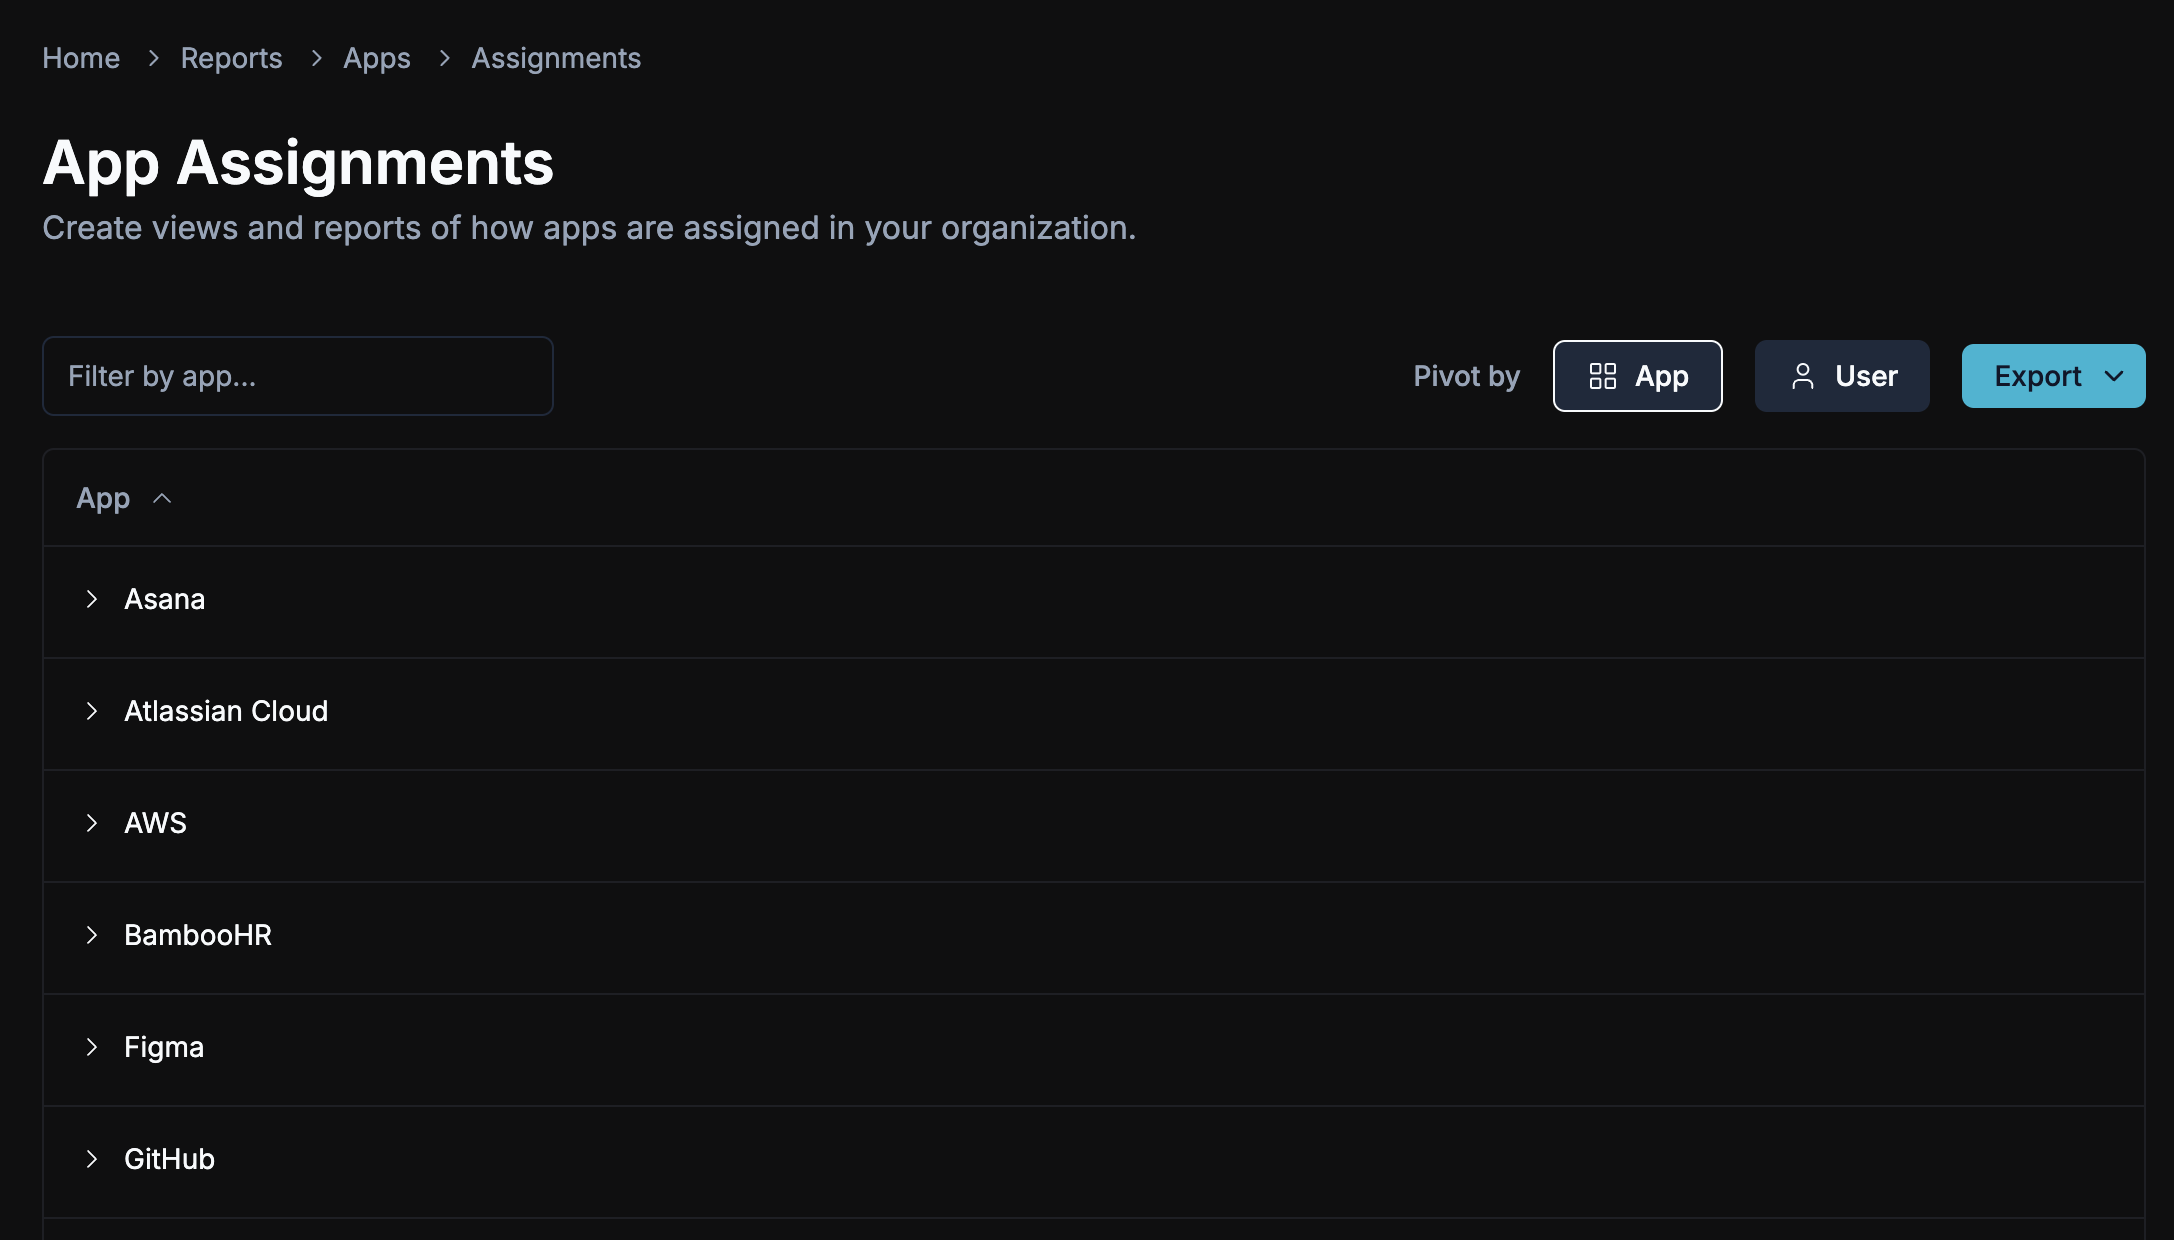 Home > Reports > Apps > Assignments
App Assignments
Create views and reports of how apps are assigned in your organization.
Filter by app...
Pivot by
App
User
Export
App
Asana
Atlassian Cloud
AWS
BambooHR
Figma
GitHub